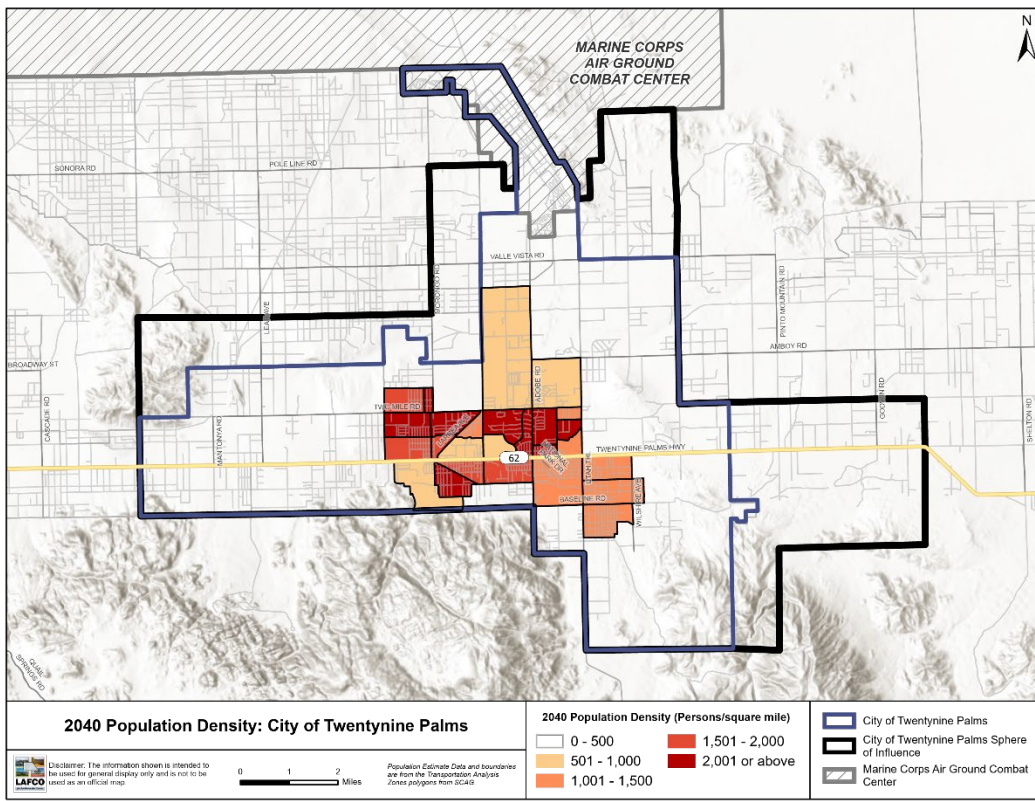 N
MARINE CORPS
AIR GROUND
COMBAT CENTER
SONORA RD
POLE LINE RD
VALLE VISTA RD
MORONGO RD
LEAR AVE
PINTO MOUNTAIN RD
AMBOY RD
BROADWAY ST
ADOBE RD
GODWIN RD
SHELTON RD
CASCADE RD
TWO MILE RD
MANTONYA RD
TWENTYNINE PALMS HWY
62
UTAH TRL
BASELINE RD
WILSHIRE AVE
QUAIL
SPRINGS RD
2040 Population Density: City of Twentynine Palms
LAFCO
Disclaimer: The information shown is intended to
be used for general display only and is not to be
used as an official map.
0 1 2
Miles
Population Estimate Data and boundaries
are from the Transportation Analysis
Zones polygons from SCAG.
2040 Population Density (Persons/square mile)
0 - 500
501 - 1,000
1,001 - 1,500
1,501 - 2,000
2,001 or above
City of Twentynine Palms
City of Twentynine Palms Sphere
of Influence
Marine Corps Air Ground Combat
Center